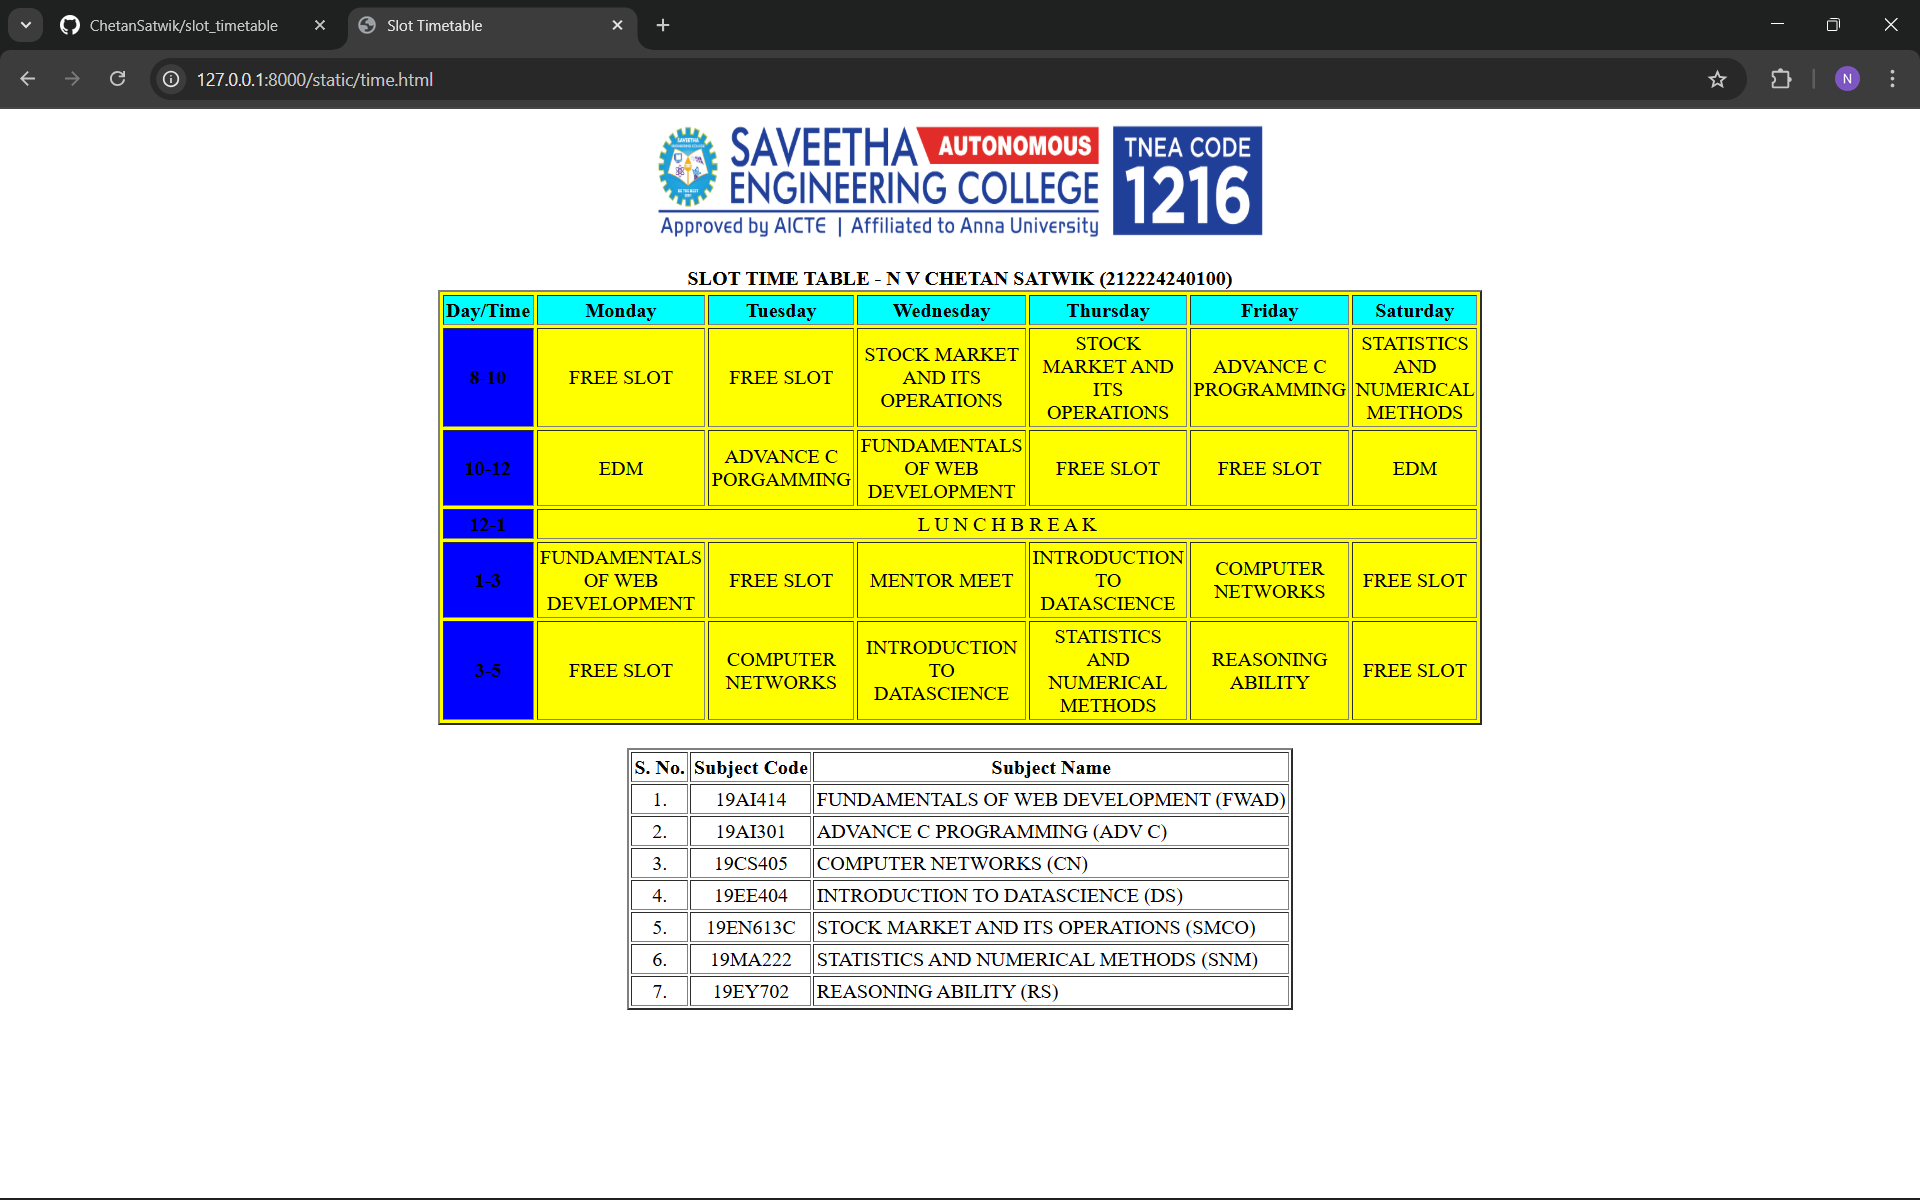 ChetanSatwik/slot_timetable
Slot Timetable
127.0.0.1:8000/static/time.html
N
SAVEETHA AUTONOMOUS
ENGINEERING COLLEGE
Approved by AICTE | Affiliated to Anna University
TNEA CODE
1216
SLOT TIME TABLE - N V CHETAN SATWIK (212224240100)
Day/Time Monday Tuesday Wednesday Thursday Friday Saturday
8-10 FREE SLOT FREE SLOT STOCK MARKET AND ITS OPERATIONS STOCK MARKET AND ITS OPERATIONS ADVANCE C PROGRAMMING STATISTICS AND NUMERICAL METHODS
10-12 EDM ADVANCE C PORGAMMING FUNDAMENTALS OF WEB DEVELOPMENT FREE SLOT FREE SLOT EDM
12-1 L U N C H B R E A K
1-3 FUNDAMENTALS OF WEB DEVELOPMENT FREE SLOT MENTOR MEET INTRODUCTION TO DATASCIENCE COMPUTER NETWORKS FREE SLOT
3-5 FREE SLOT COMPUTER NETWORKS INTRODUCTION TO DATASCIENCE STATISTICS AND NUMERICAL METHODS REASONING ABILITY FREE SLOT
S. No. Subject Code Subject Name
1. 19AI414 FUNDAMENTALS OF WEB DEVELOPMENT (FWAD)
2. 19AI301 ADVANCE C PROGRAMMING (ADV C)
3. 19CS405 COMPUTER NETWORKS (CN)
4. 19EE404 INTRODUCTION TO DATASCIENCE (DS)
5. 19EN613C STOCK MARKET AND ITS OPERATIONS (SMCO)
6. 19MA222 STATISTICS AND NUMERICAL METHODS (SNM)
7. 19EY702 REASONING ABILITY (RS)